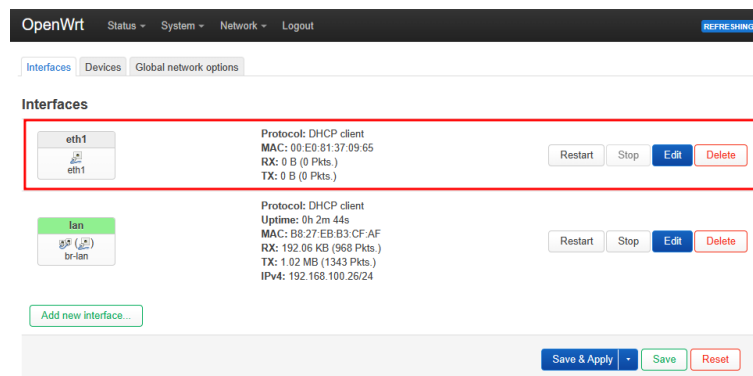 OpenWrt Status System Network Logout REFRESHING
Interfaces Devices Global network options
Interfaces
eth1
eth1
Protocol: DHCP client
MAC: 00:E0:81:37:09:65
RX: 0 B (0 Pkts.)
TX: 0 B (0 Pkts.)
Restart Stop Edit Delete
lan
br-lan
Protocol: DHCP client
Uptime: 0h 2m 44s
MAC: B8:27:EB:B3:CF:AF
RX: 192.06 KB (968 Pkts.)
TX: 1.02 MB (1343 Pkts.)
IPv4: 192.168.100.26/24
Restart Stop Edit Delete
Add new interface...
Save & Apply Save Reset